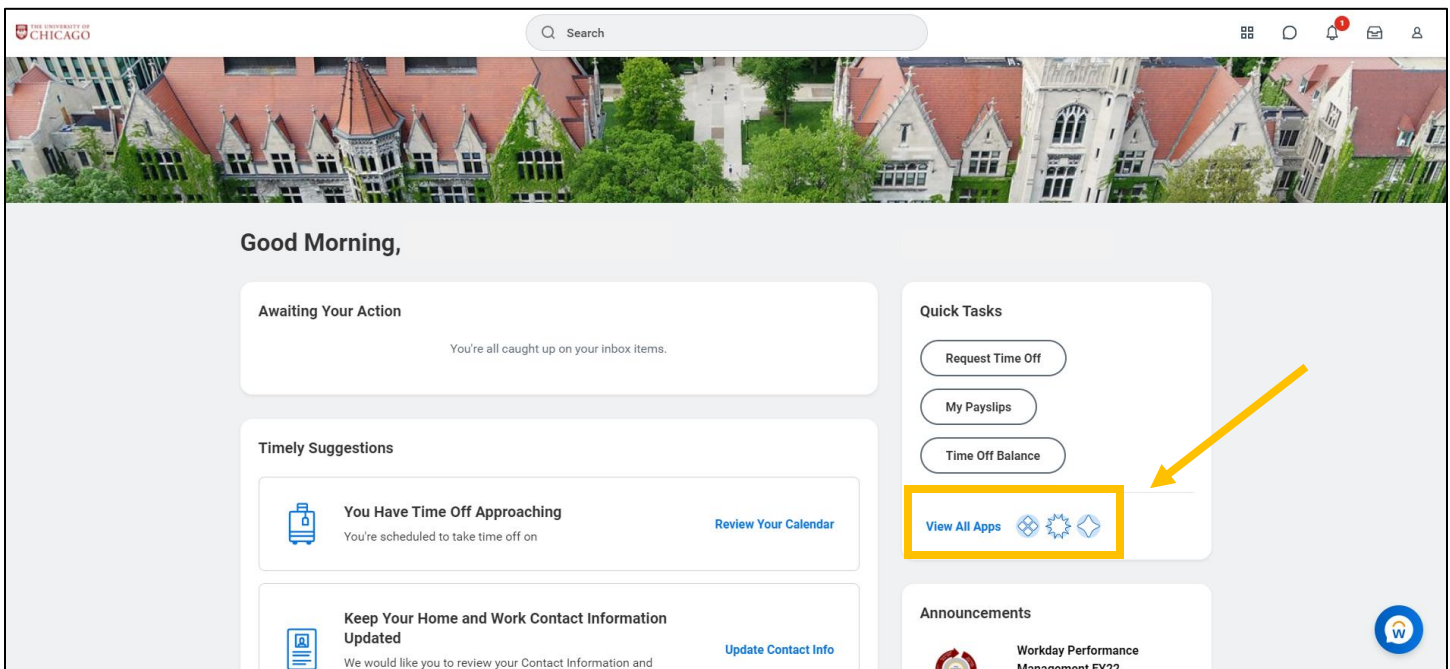 THE UNIVERSITY OF
CHICAGO
Search
1
Good Morning,
Awaiting Your Action
You're all caught up on your inbox items.
Quick Tasks
Request Time Off
My Payslips
Time Off Balance
View All Apps
Timely Suggestions
You Have Time Off Approaching
You're scheduled to take time off on
Review Your Calendar
Keep Your Home and Work Contact Information
Updated
We would like you to review your Contact Information and
Update Contact Info
Announcements
Workday Performance
Management FY22
w